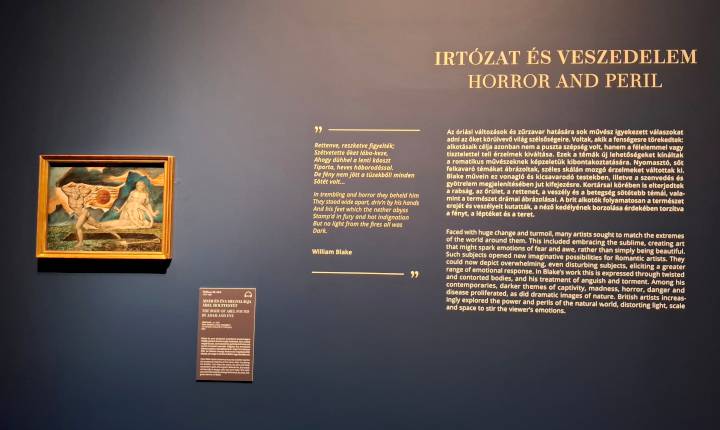 IRTÓZAT ÉS VESZEDELEM
HORROR AND PERIL
”
Rettenve, reszketve figyelték:
Szétvetette őket lába-keze,
Ahogy dühhel a lenti káoszt
Tiporta, heves háborodással.
De fény nem jött a tüzekből minden
Sötét volt...
In trembling and horror they beheld him
They stood wide apart, driv'n by his hands
And his feet which the nether abyss
Stamp'd in fury and hot indignation
But no light from the fires all was
Dark.
William Blake
”
Az óriási változások és zűrzavar hatására sok művész igyekezett válaszokat
adni az őket körülvevő világ szélsőségeire. Voltak, akik a fenségesre törekedtek:
alkotásaik célja azonban nem a puszta szépség volt, hanem a félelemmel vagy
tisztelettel teli érzelmek kiváltása. Ezek a témák új lehetőségeket kínáltak
a romatikus művészeknek képzeletük kibontakoztatására. Nyomasztó, sőt
felkavaró témákat ábrázoltak, széles skálán mozgó érzelmeket váltottak ki.
Blake művein ez vonagló és kicsavarodó testekben, illetve a szenvedés és
gyötrelem megjelenítésében jut kifejezésre. Kortársai körében is elterjedtek
a rabság, az őrület, a rettenet, a veszély és a betegség sötétebb témái, vala-
mint a természet drámai ábrázolásai. A brit alkotók folyamatosan a természet
erejét és veszélyeit kutatták, a néző kedélyének borzolása érdekében torzítva
a fényt, a léptéket és a teret.
Faced with huge change and turmoil, many artists sought to match the extremes
of the world around them. This included embracing the sublime, creating art
that might spark emotions of fear and awe, rather than simply being beautiful.
Such subjects opened new imaginative possibilities for Romantic artists. They
could now depict overwhelming, even disturbing subjects, eliciting a greater
range of emotional response. In Blake's work this is expressed through twisted
and contorted bodies, and his treatment of anguish and torment. Among his
contemporaries, darker themes of captivity, madness, horror, danger and
disease proliferated, as did dramatic images of nature. British artists increas-
ingly explored the power and perils of the natural world, distorting light, scale
and space to stir the viewer's emotions.
THE BODY OF ABEL FOUND
BY ADAM AND EVE